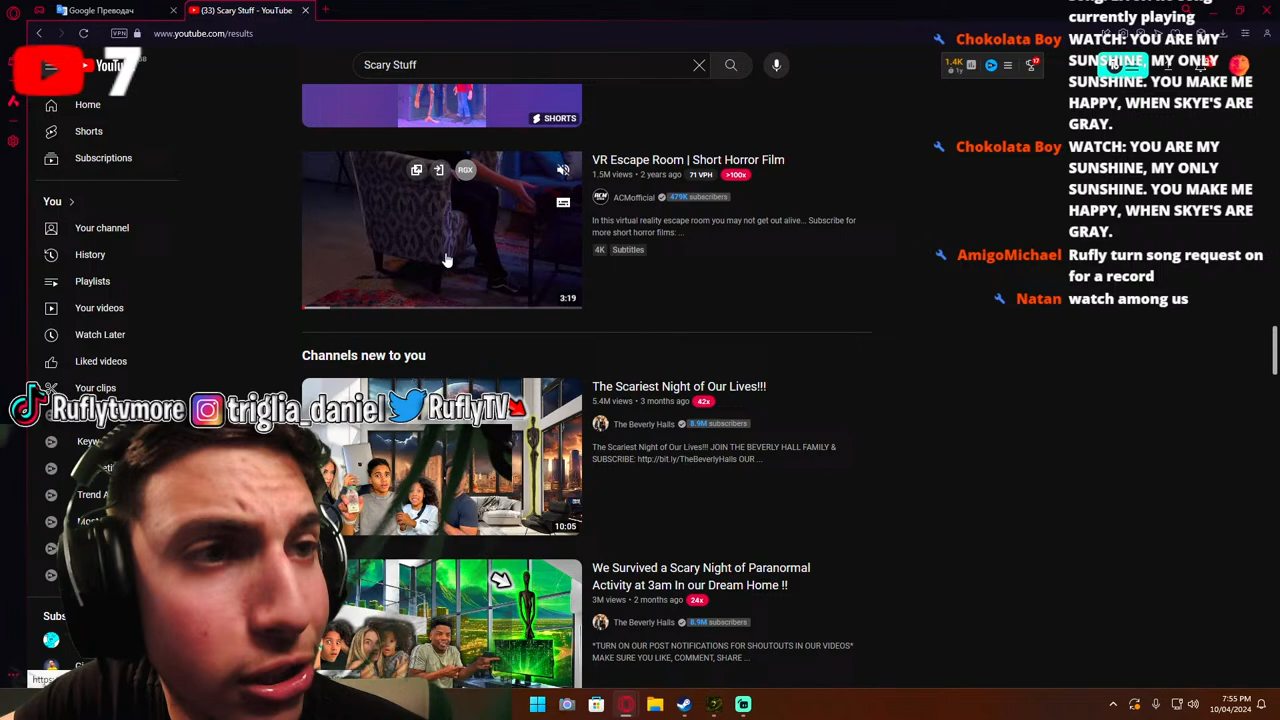 Google Преводач
(33) Scary Stuff - YouTube
VPN
www.youtube.com/results
7
Scary Stuff
1.4K
1y
17
Home
Shorts
Subscriptions
You
Your channel
History
Playlists
Your videos
Watch Later
Liked videos
Your clips
SHORTS
RGX
3:19
VR Escape Room | Short Horror Film
1.5M views • 2 years ago 71 VPH >100x
ACMofficial 479K subscribers
In this virtual reality escape room you may not get out alive... Subscribe for
more short horror films: ...
4K Subtitles
Channels new to you
10:05
The Scariest Night of Our Lives!!!
5.4M views • 3 months ago 42x
The Beverly Halls 8.9M subscribers
The Scariest Night of Our Lives!!! JOIN THE BEVERLY HALL FAMILY &
SUBSCRIBE: http://bit.ly/TheBeverlyHalls OUR ...
We Survived a Scary Night of Paranormal
Activity at 3am In our Dream Home !!
3M views • 2 months ago 24x
The Beverly Halls 8.9M subscribers
*TURN ON OUR POST NOTIFICATIONS FOR SHOUTOUTS IN OUR VIDEOS*
MAKE SURE YOU LIKE, COMMENT, SHARE ...
currently playing
Chokolata Boy WATCH: YOU ARE MY
SUNSHINE, MY ONLY
SUNSHINE. YOU MAKE ME
HAPPY, WHEN SKYE'S ARE
GRAY.
Chokolata Boy WATCH: YOU ARE MY
SUNSHINE, MY ONLY
SUNSHINE. YOU MAKE ME
HAPPY, WHEN SKYE'S ARE
GRAY.
AmigoMichael Rufly turn song request on
for a record
Natan watch among us
Ruflytvmore triglia_daniel RuflyTV
Trend A
Subs
https:
7:55 PM
10/04/2024